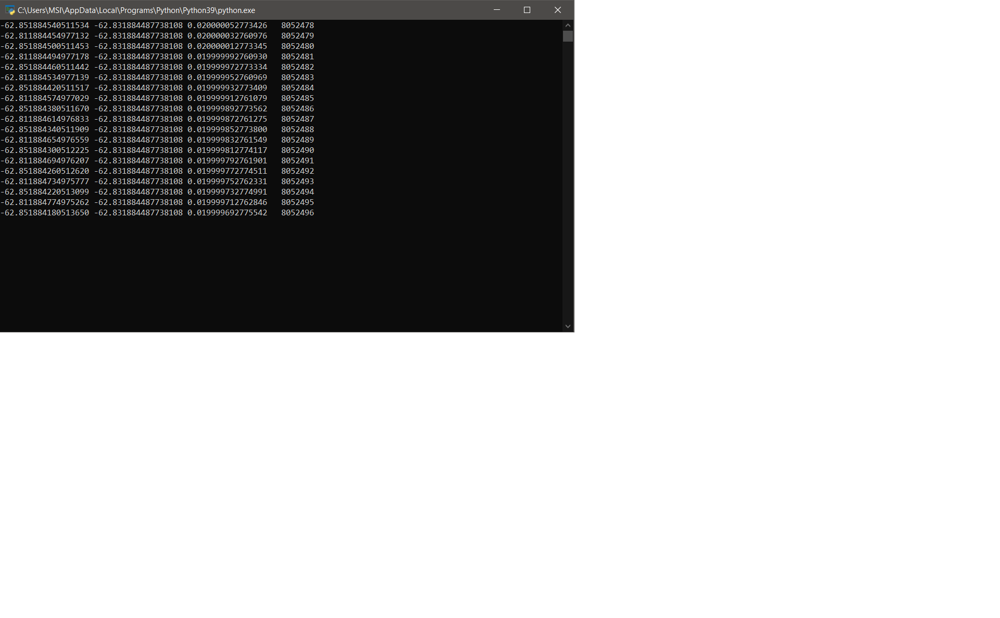 C:\Users\MSI\AppData\Local\Programs\Python\Python39\python.exe
-62.851884540511534 -62.831884487738108 0.020000052773426   8052478
-62.811884454977132 -62.831884487738108 0.020000032760976   8052479
-62.851884500511453 -62.831884487738108 0.020000012773345   8052480
-62.811884494977178 -62.831884487738108 0.019999992760930   8052481
-62.851884460511442 -62.831884487738108 0.019999972773334   8052482
-62.811884534977139 -62.831884487738108 0.019999952760969   8052483
-62.851884420511517 -62.831884487738108 0.019999932773409   8052484
-62.811884574977029 -62.831884487738108 0.019999912761079   8052485
-62.851884380511670 -62.831884487738108 0.019999892773562   8052486
-62.811884614976833 -62.831884487738108 0.019999872761275   8052487
-62.851884340511909 -62.831884487738108 0.019999852773800   8052488
-62.811884654976559 -62.831884487738108 0.019999832761549   8052489
-62.851884300512225 -62.831884487738108 0.019999812774117   8052490
-62.811884694976207 -62.831884487738108 0.019999792761901   8052491
-62.851884260512620 -62.831884487738108 0.019999772774511   8052492
-62.811884734975777 -62.831884487738108 0.019999752762331   8052493
-62.851884220513099 -62.831884487738108 0.019999732774991   8052494
-62.811884774975262 -62.831884487738108 0.019999712762846   8052495
-62.851884180513650 -62.831884487738108 0.019999692775542   8052496